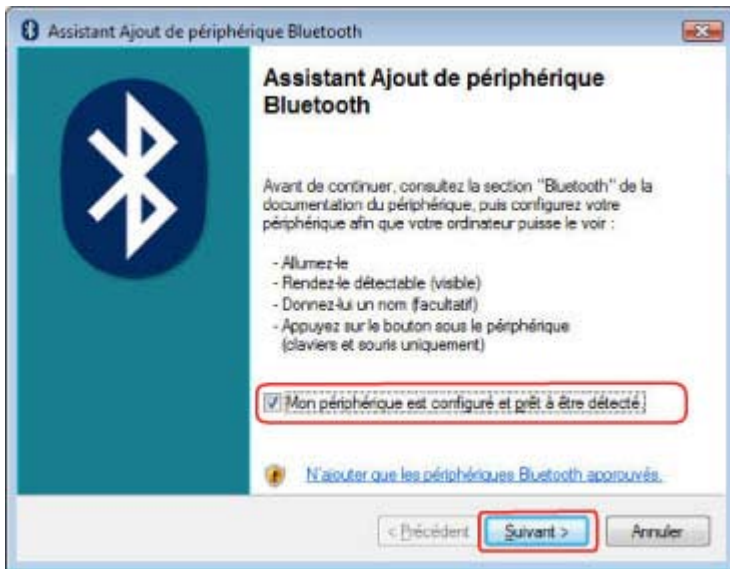 Assistant Ajout de périphérique Bluetooth
Assistant Ajout de périphérique
Bluetooth
Avant de continuer, consultez la section "Bluetooth" de la
documentation du périphérique, puis configurez votre
périphérique afin que votre ordinateur puisse le voir :
- Allumez-le
- Rendez-le détectable (visible)
- Donnez-lui un nom (facultatif)
- Appuyez sur le bouton sous le périphérique
(claviers et souris uniquement)
Mon périphérique est configuré et prêt à être détecté.
N'ajouter que les périphériques Bluetooth approuvés.
< Précédent Suivant > Annuler